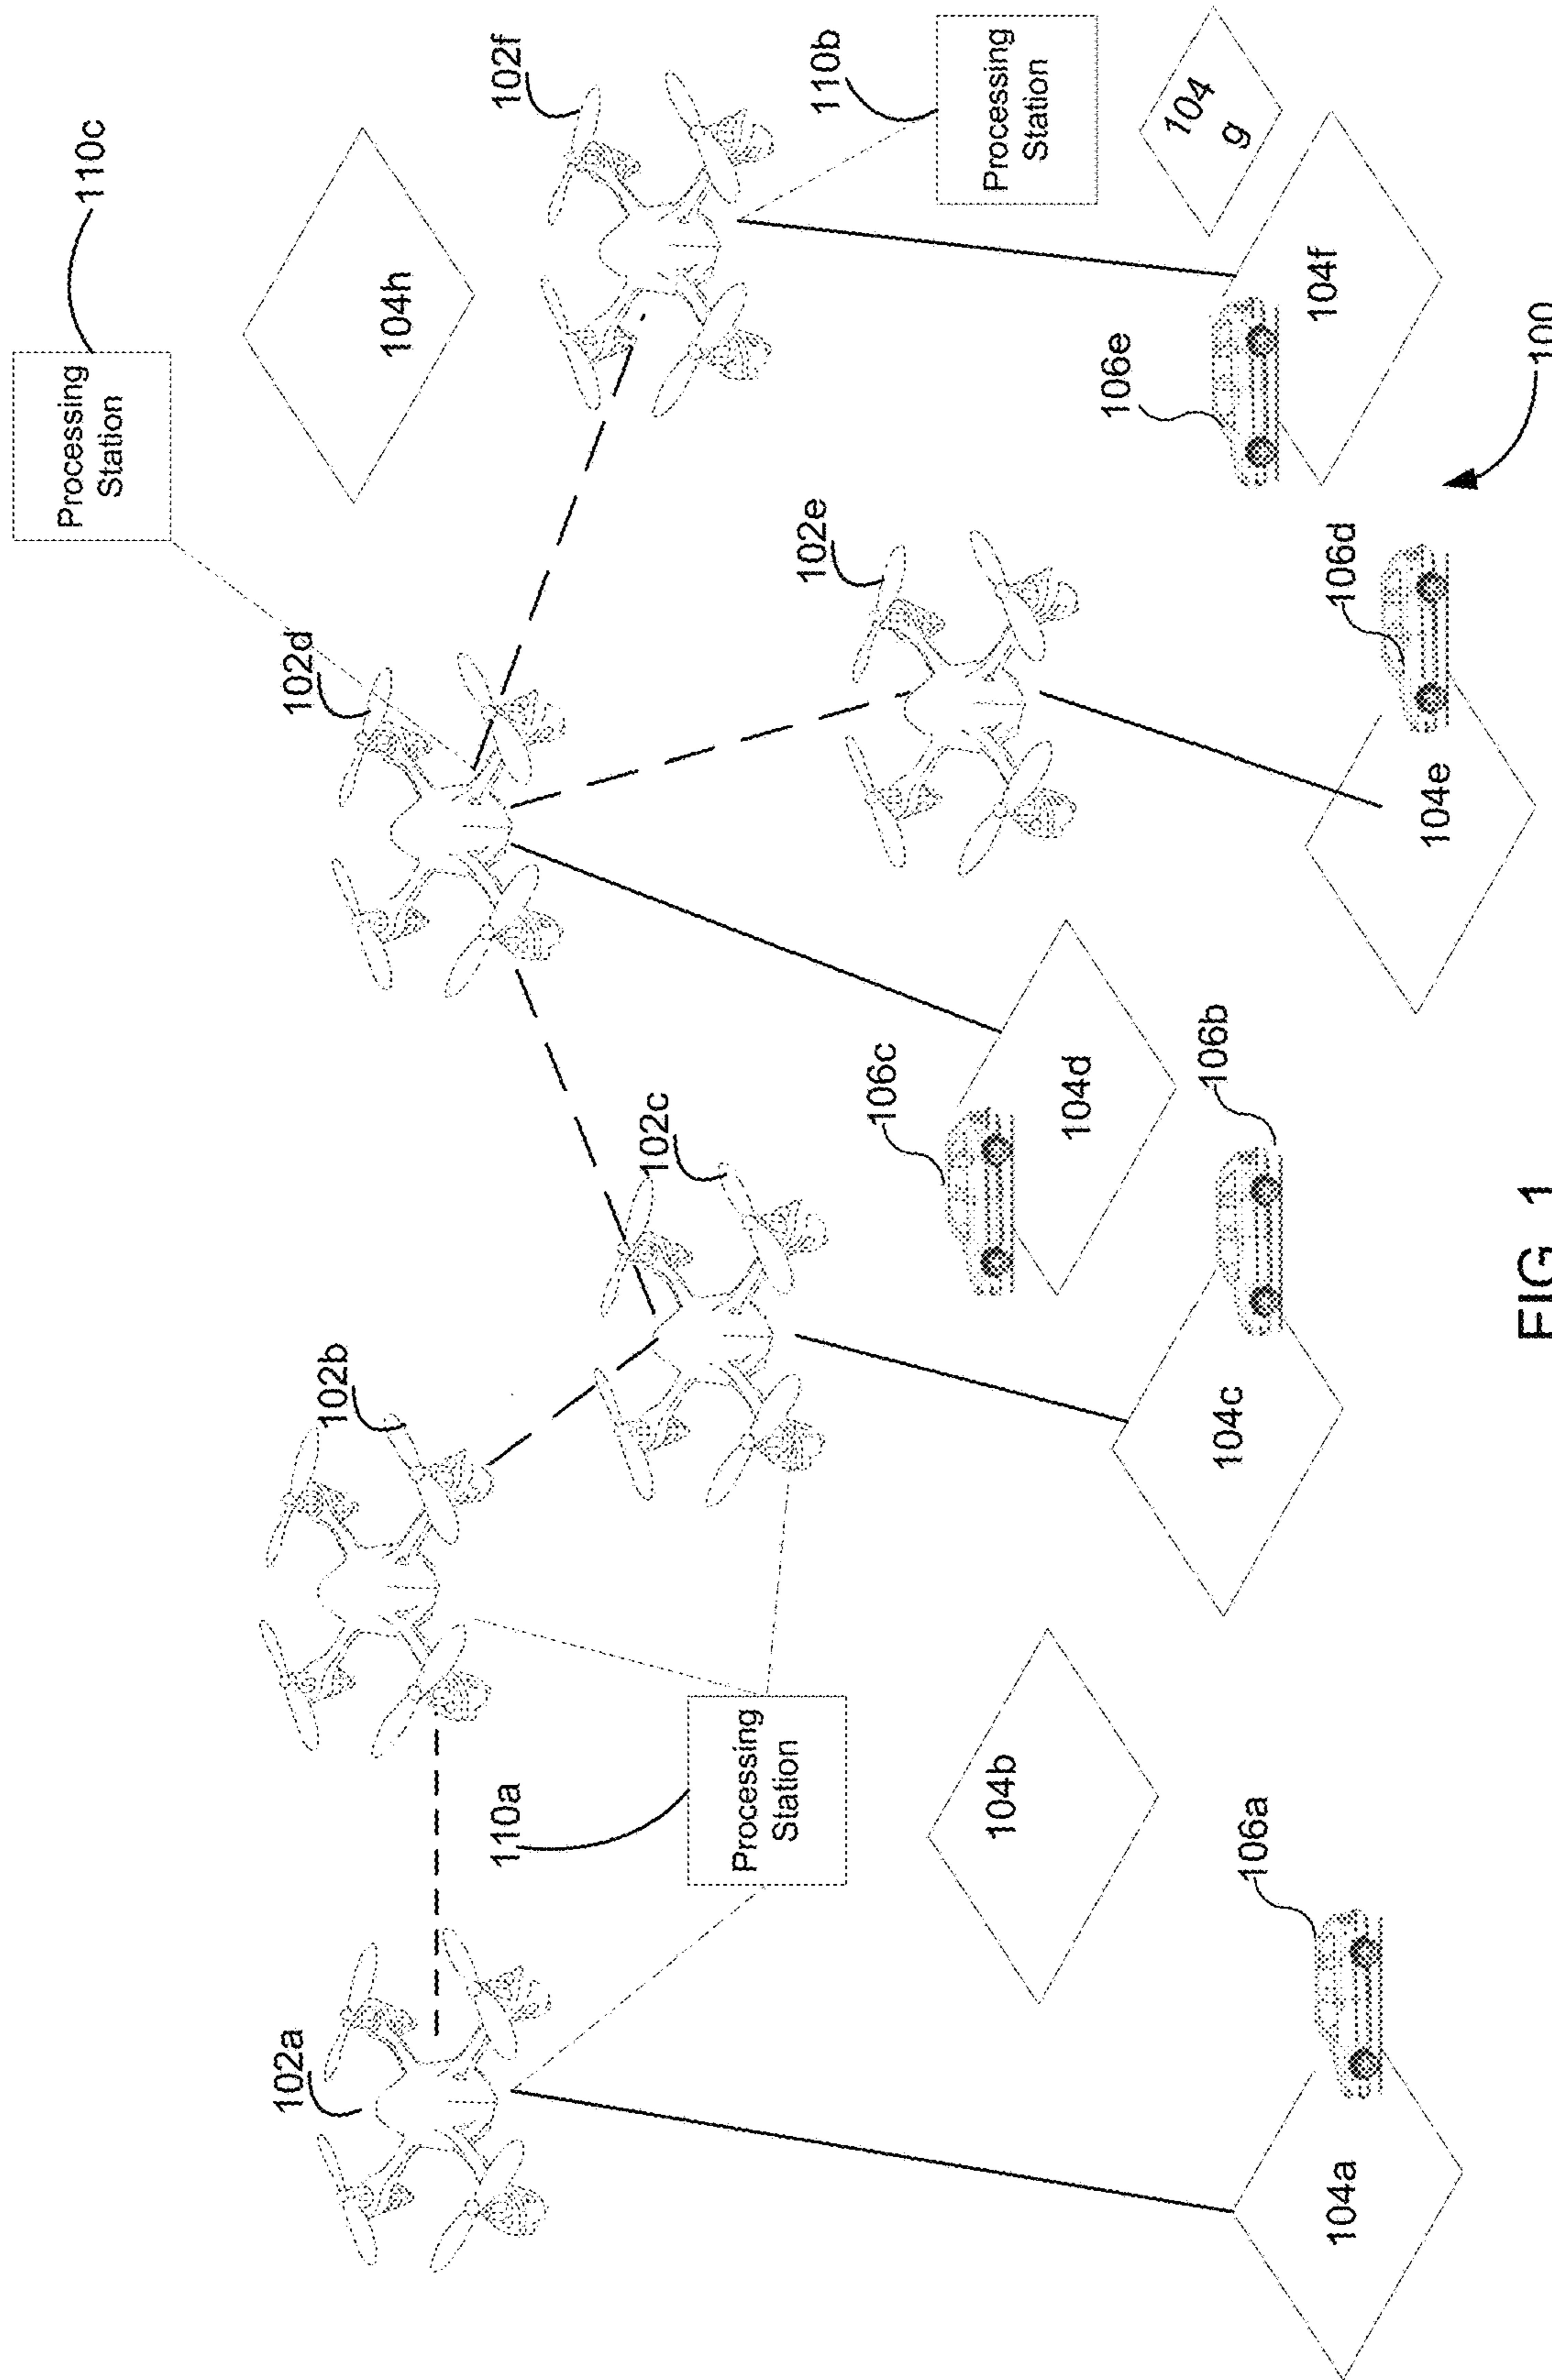 Processing
Station
110c
104h
102f
102d
102b
102a
102c
110b
Processing
Station
110a
Processing
Station
102e
104
g
106c
106e
104f
104b
104d
104c
106b
106a
106d
104e
104a
100
FIG. 1